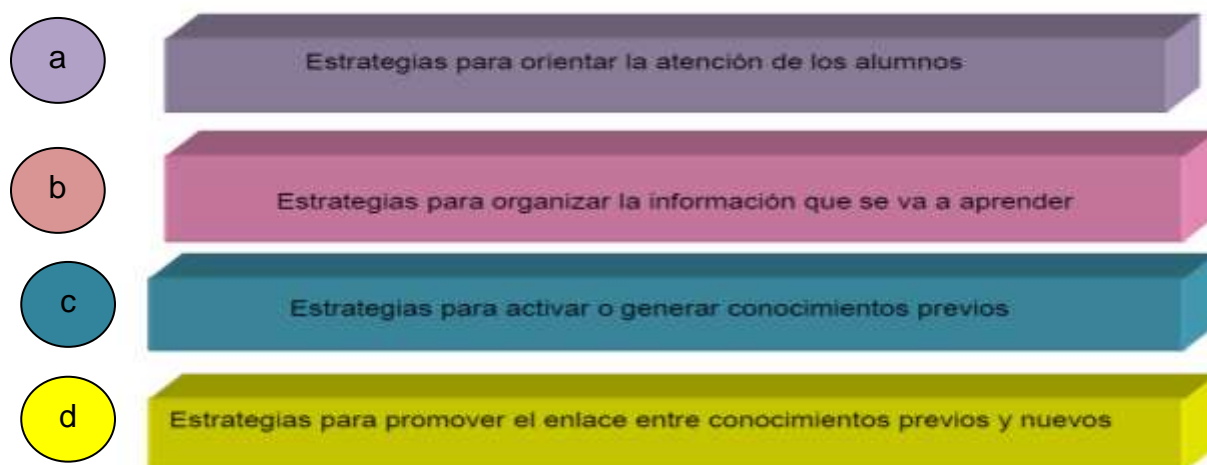 a
Estrategias para orientar la atención de los alumnos
b
Estrategias para organizar la información que se va a aprender
c
Estrategias para activar o generar conocimientos previos
d
Estrategias para promover el enlace entre conocimientos previos y nuevos